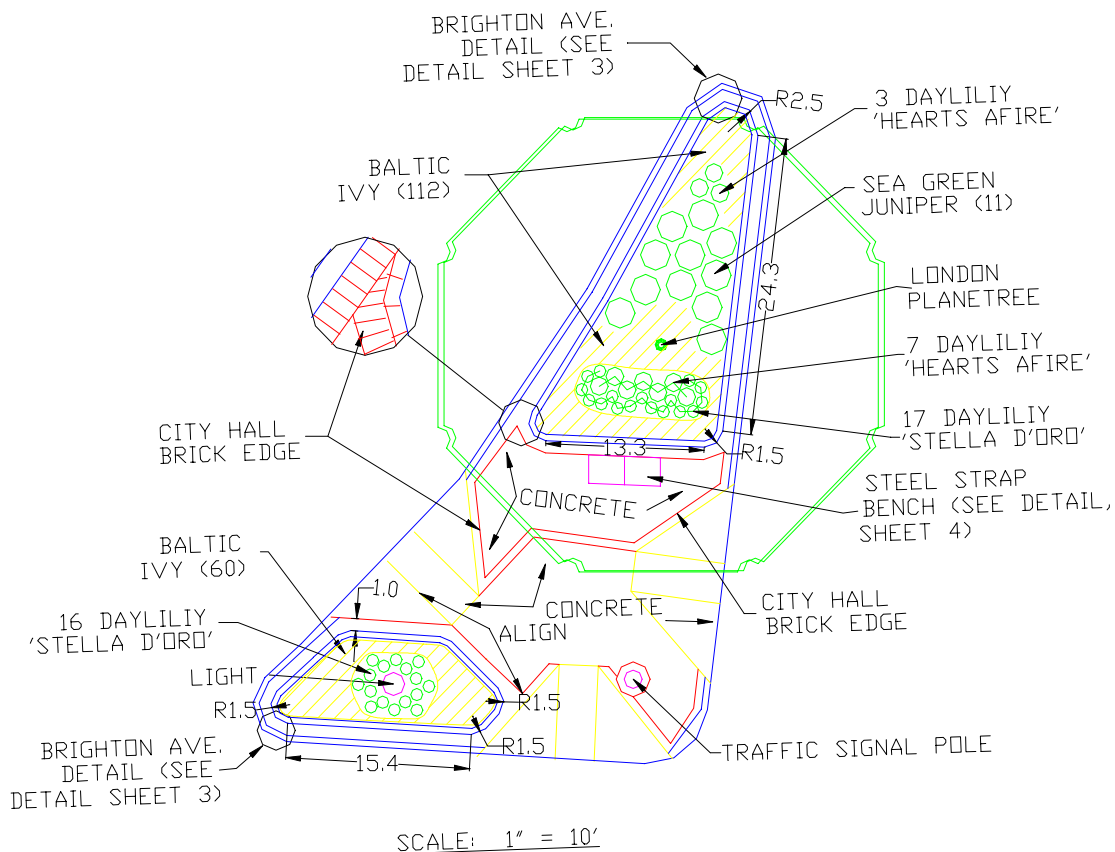 BRIGHTON AVE.
DETAIL (SEE
DETAIL SHEET 3)
R2.5
3 DAYLILIY
'HEARTS AFIRE'
BALTIC
IVY (112)
SEA GREEN
JUNIPER (11)
24.3
LONDON
PLANETREE
7 DAYLILIY
'HEARTS AFIRE'
17 DAYLILIY
'STELLA D'ORO'
CITY HALL
BRICK EDGE
13.3
R1.5
STEEL STRAP
BENCH (SEE DETAIL,
SHEET 4)
CONCRETE
BALTIC
IVY (60)
1.0
CONCRETE
CITY HALL
BRICK EDGE
ALIGN
16 DAYLILIY
'STELLA D'ORO'
LIGHT
R1.5
R1.5
R1.5
BRIGHTON AVE.
DETAIL (SEE
DETAIL SHEET 3)
15.4
TRAFFIC SIGNAL POLE
SCALE: 1" = 10'